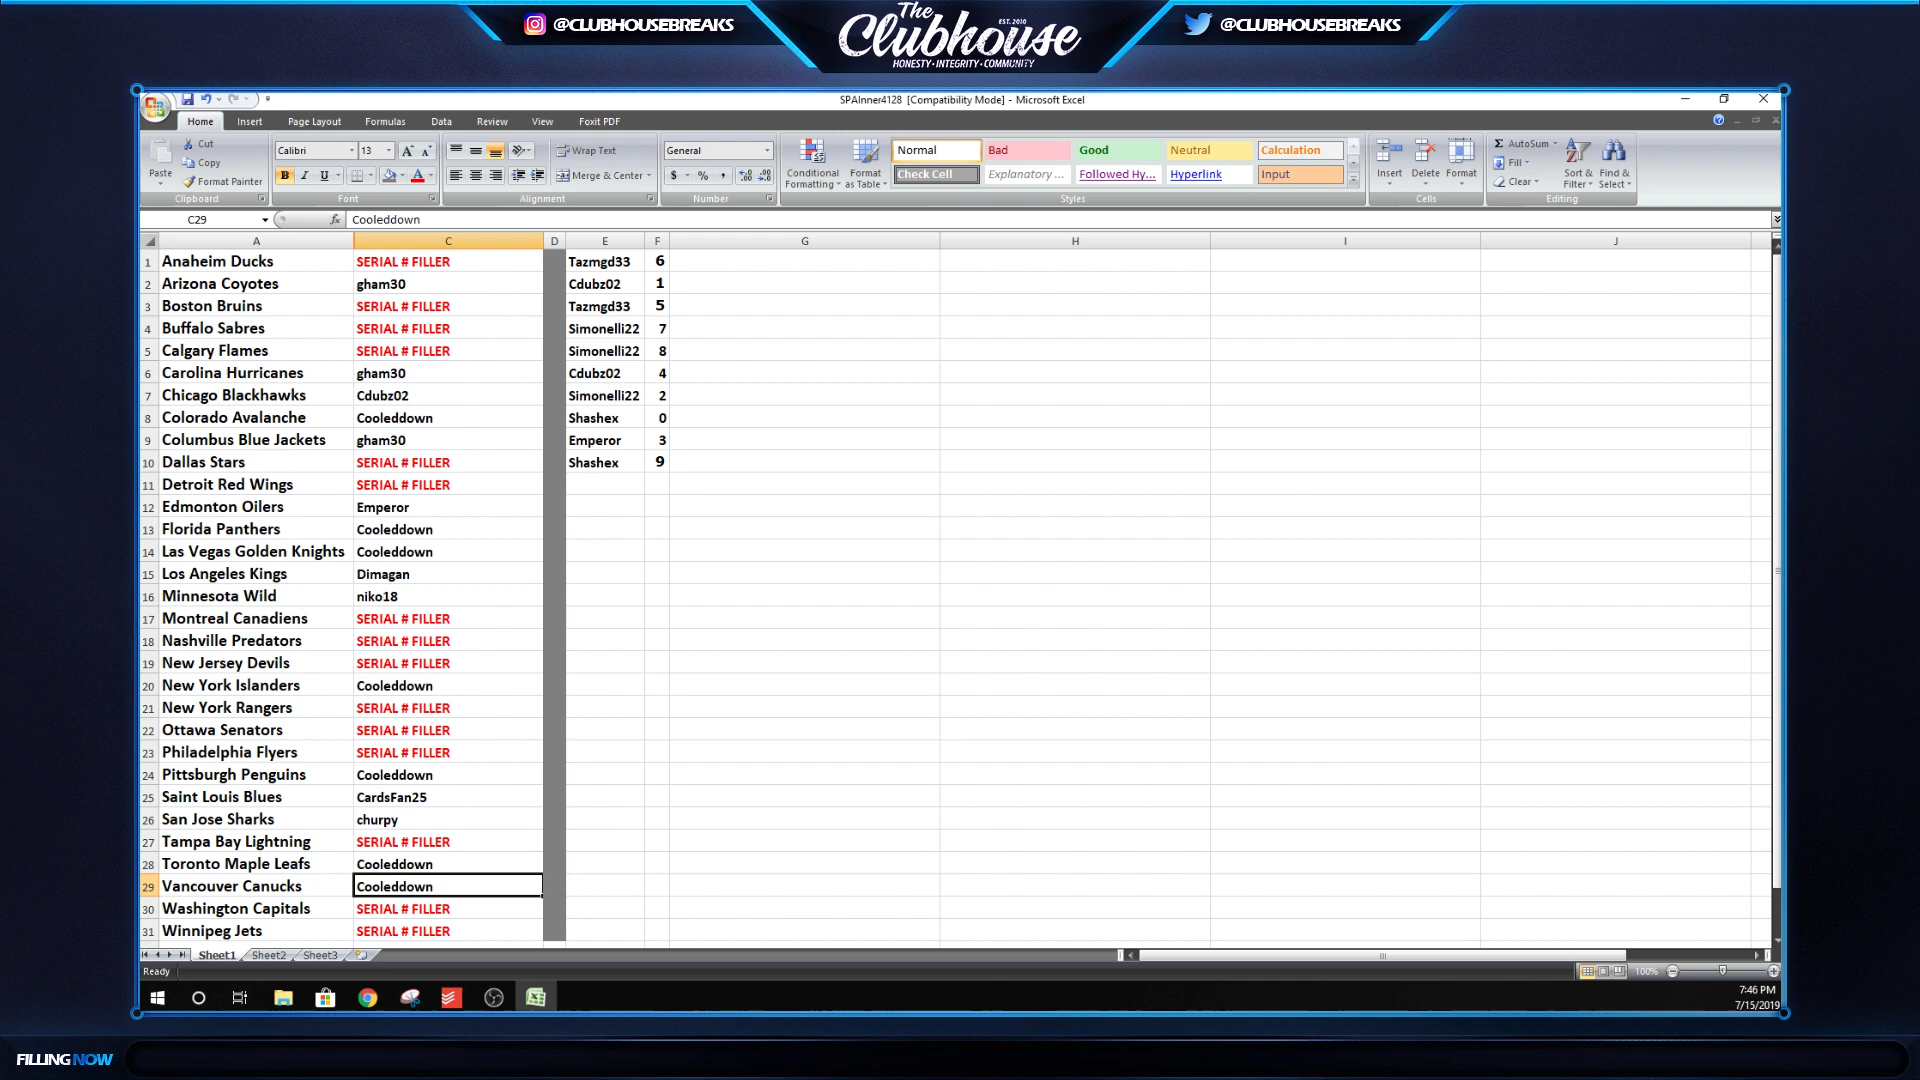 @CLUBHOUSEBREAKS
The Clubhouse
EST. 2010
HONESTY • INTEGRITY • COMMUNITY
@CLUBHOUSEBREAKS
SPAInner4128 [Compatibility Mode] - Microsoft Excel
Home Insert Page Layout Formulas Data Review View Foxit PDF
Paste Cut Copy Format Painter Clipboard
Calibri 13 B I U Font
Wrap Text Merge & Center Alignment
General $ % , Number
Conditional Formatting Format as Table
Normal Bad Good Neutral Calculation
Check Cell Explanatory ... Followed Hy... Hyperlink Input
Styles
Insert Delete Format Cells
AutoSum Fill Clear Sort & Filter Find & Select Editing
C29 fx Cooleddown
A C D E F G H I J
1 Anaheim Ducks SERIAL # FILLER Tazmgd33 6
2 Arizona Coyotes gham30 Cdubz02 1
3 Boston Bruins SERIAL # FILLER Tazmgd33 5
4 Buffalo Sabres SERIAL # FILLER Simonelli22 7
5 Calgary Flames SERIAL # FILLER Simonelli22 8
6 Carolina Hurricanes gham30 Cdubz02 4
7 Chicago Blackhawks Cdubz02 Simonelli22 2
8 Colorado Avalanche Cooleddown Shashex 0
9 Columbus Blue Jackets gham30 Emperor 3
10 Dallas Stars SERIAL # FILLER Shashex 9
11 Detroit Red Wings SERIAL # FILLER
12 Edmonton Oilers Emperor
13 Florida Panthers Cooleddown
14 Las Vegas Golden Knights Cooleddown
15 Los Angeles Kings Dimagan
16 Minnesota Wild niko18
17 Montreal Canadiens SERIAL # FILLER
18 Nashville Predators SERIAL # FILLER
19 New Jersey Devils SERIAL # FILLER
20 New York Islanders Cooleddown
21 New York Rangers SERIAL # FILLER
22 Ottawa Senators SERIAL # FILLER
23 Philadelphia Flyers SERIAL # FILLER
24 Pittsburgh Penguins Cooleddown
25 Saint Louis Blues CardsFan25
26 San Jose Sharks churpy
27 Tampa Bay Lightning SERIAL # FILLER
28 Toronto Maple Leafs Cooleddown
29 Vancouver Canucks Cooleddown
30 Washington Capitals SERIAL # FILLER
31 Winnipeg Jets SERIAL # FILLER
Sheet1 Sheet2 Sheet3
Ready 100%
7:46 PM
7/15/2019
FILLING NOW